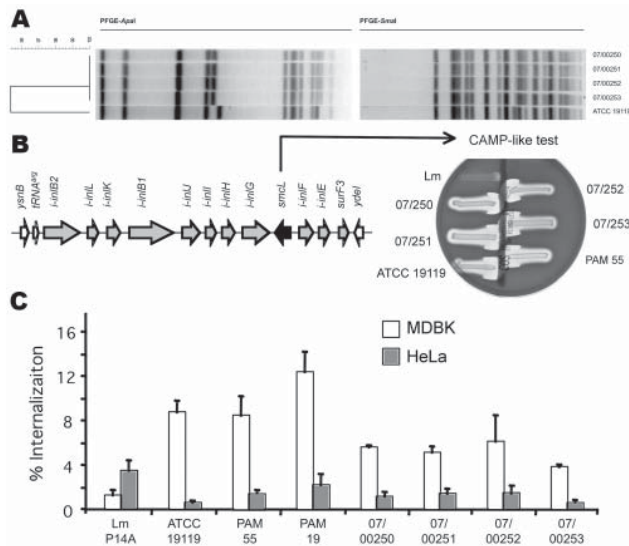 A
PFGE-ApaI
PFGE-SmaI
07/00250
07/00251
07/00252
07/00253
ATCC 19119
B
CAMP-like test
ysnB
tRNAarg
i-inlB2
i-inlL
i-inlK
i-inlB1
i-inlJ
i-inlI
i-inlH
i-inlG
smcL
i-inlF
i-inlE
surF3
ydeI
Lm
07/250
07/251
ATCC 19119
07/252
07/253
PAM 55
C
% Internalizaiton
16
12
8
4
0
MDBK
HeLa
Lm P14A
ATCC 19119
PAM 55
PAM 19
07/ 00250
07/ 00251
07/ 00252
07/ 00253